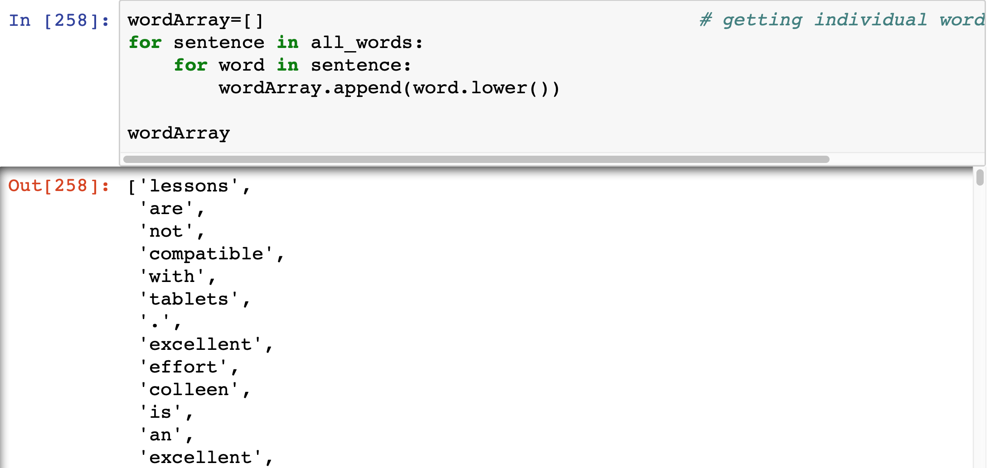 In [258]: wordArray=[] # getting individual word
for sentence in all_words:
    for word in sentence:
        wordArray.append(word.lower())
wordArray
Out[258]: ['lessons',
'are',
'not',
'compatible',
'with',
'tablets',
'.',
'excellent',
'effort',
'colleen',
'is',
'an',
'excellent',